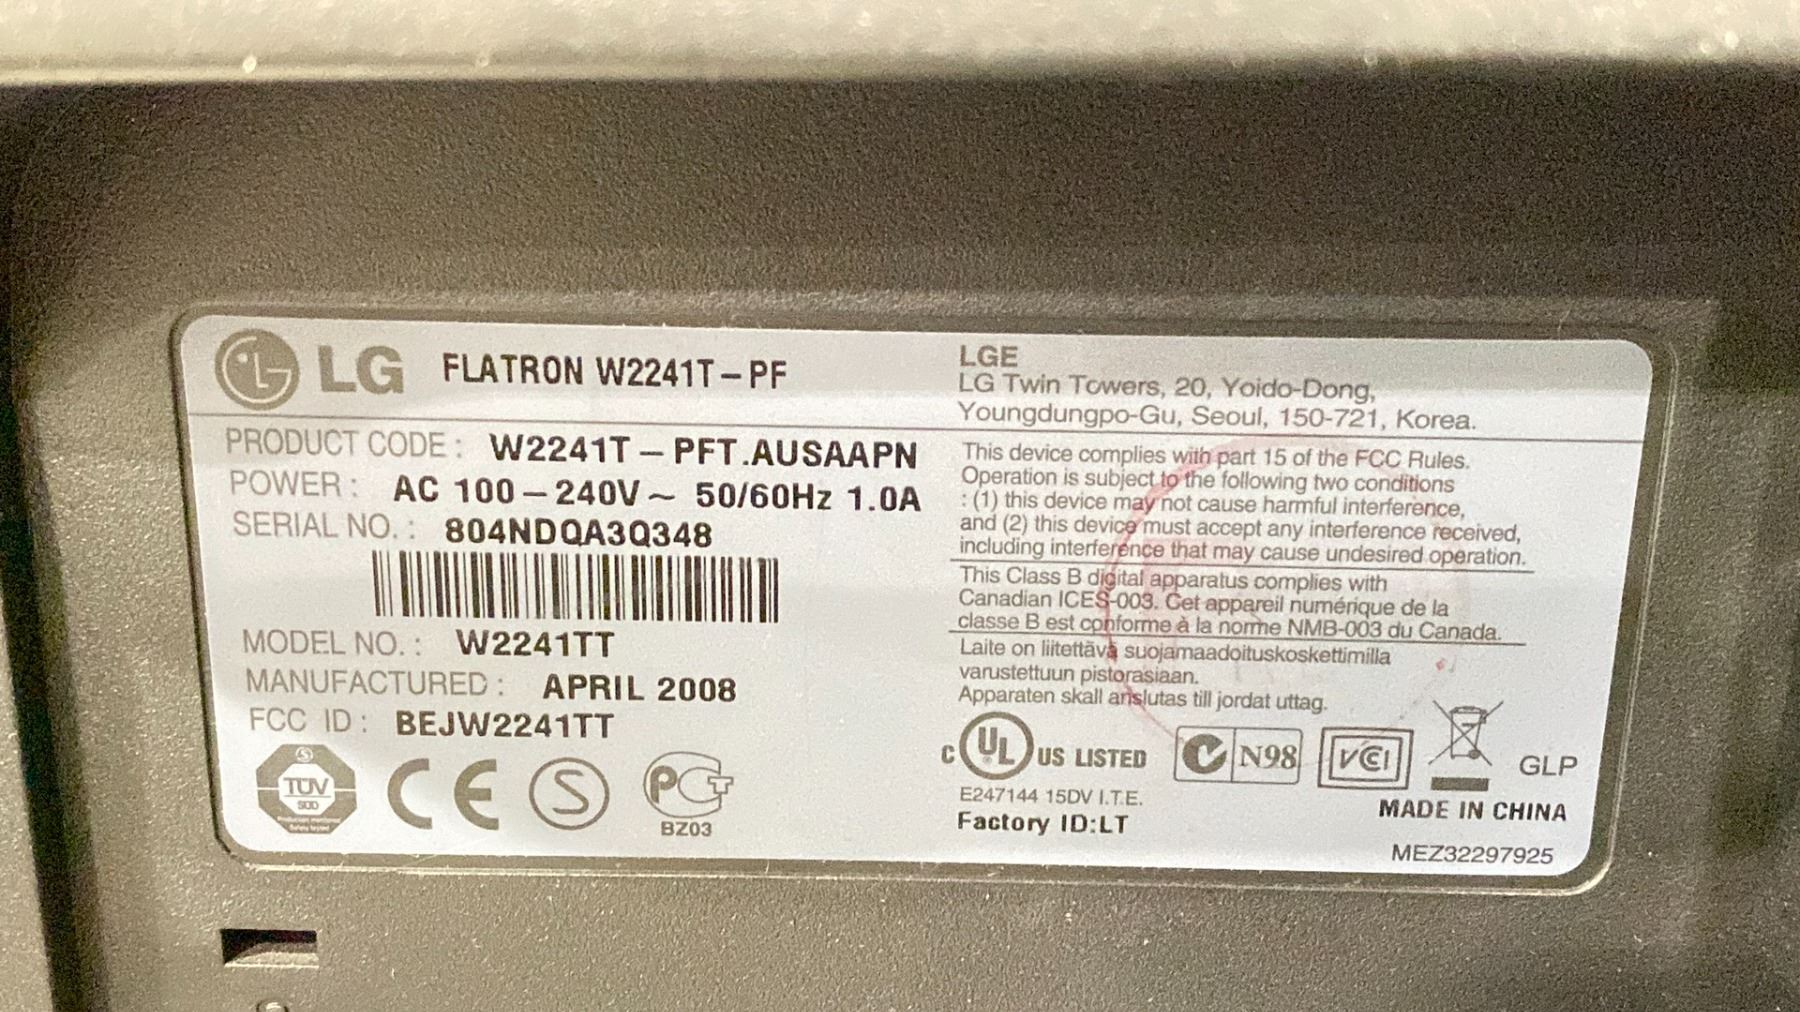 LG FLATRON W2241T-PF
LGE
LG Twin Towers, 20, Yoido-Dong,
Youngdungpo-Gu, Seoul, 150-721, Korea.
PRODUCT CODE : W2241T-PFT.AUSAAPN
POWER : AC 100-240V~ 50/60Hz 1.0A
SERIAL NO. : 804NDQA3Q348
MODEL NO. : W2241TT
MANUFACTURED : APRIL 2008
FCC ID : BEJW2241TT
TÜV
SÜD
CE
S
PCT
BZ03
This device complies with part 15 of the FCC Rules.
Operation is subject to the following two conditions
: (1) this device may not cause harmful interference,
and (2) this device must accept any interference received,
including interference that may cause undesired operation.
This Class B digital apparatus complies with
Canadian ICES-003. Cet appareil numérique de la
classe B est conforme à la norme NMB-003 du Canada.
Laite on liitettävä suojamaadoituskoskettimilla
varustettuun pistorasiaan.
Apparaten skall anslutas till jordat uttag.
C UL US LISTED
N98
VCI
GLP
E247144 15DV I.T.E.
Factory ID:LT
MADE IN CHINA
MEZ32297925